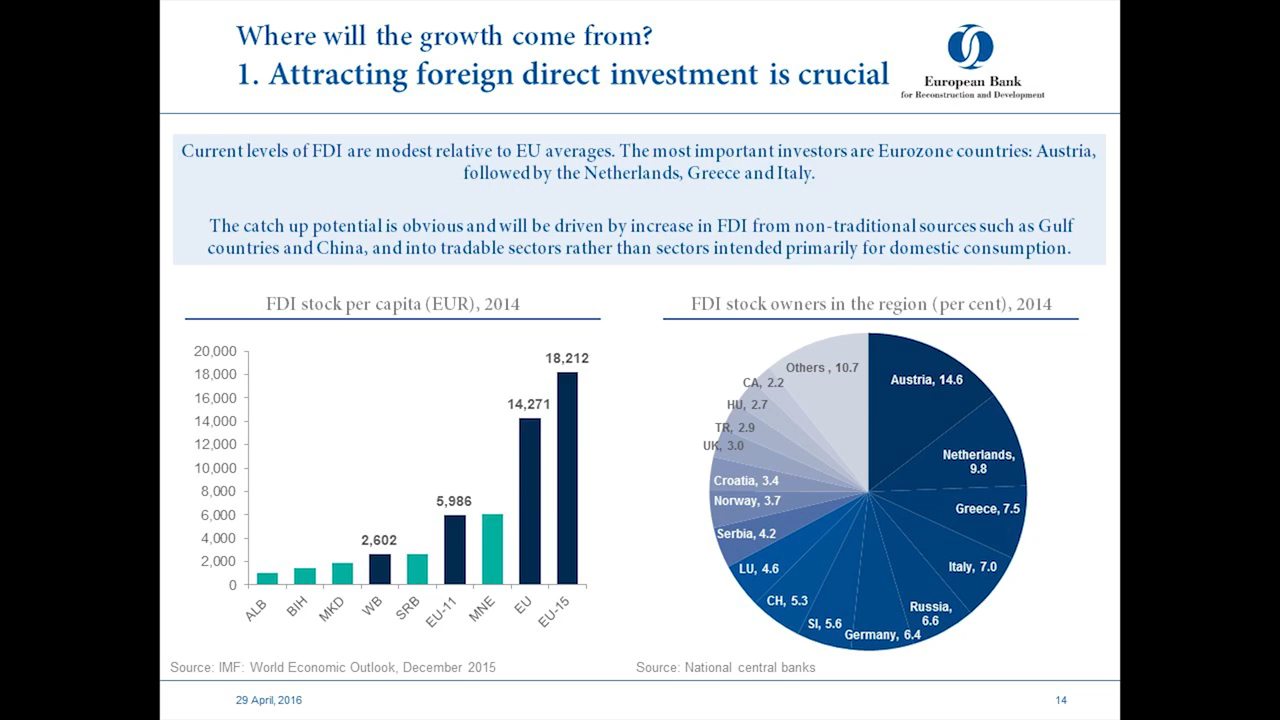 Where will the growth come from?
1. Attracting foreign direct investment is crucial
European Bank
for Reconstruction and Development
Current levels of FDI are modest relative to EU averages. The most important investors are Eurozone countries: Austria,
followed by the Netherlands, Greece and Italy.
The catch up potential is obvious and will be driven by increase in FDI from non-traditional sources such as Gulf
countries and China, and into tradable sectors rather than sectors intended primarily for domestic consumption.
FDI stock per capita (EUR), 2014
20,000
18,000
16,000
14,000
12,000
10,000
8,000
6,000
4,000
2,000
0
2,602
5,986
14,271
18,212
ALB
BIH
MKD
WB
SRB
EU-11
MNE
EU
EU-15
Source: IMF: World Economic Outlook, December 2015
FDI stock owners in the region (per cent), 2014
Austria, 14.6
Netherlands,
9.8
Greece, 7.5
Italy, 7.0
Russia,
6.6
Germany, 6.4
SI, 5.6
CH, 5.3
LU, 4.6
Serbia, 4.2
Norway, 3.7
Croatia, 3.4
UK, 3.0
TR, 2.9
HU, 2.7
CA, 2.2
Others , 10.7
Source: National central banks
29 April, 2016
14